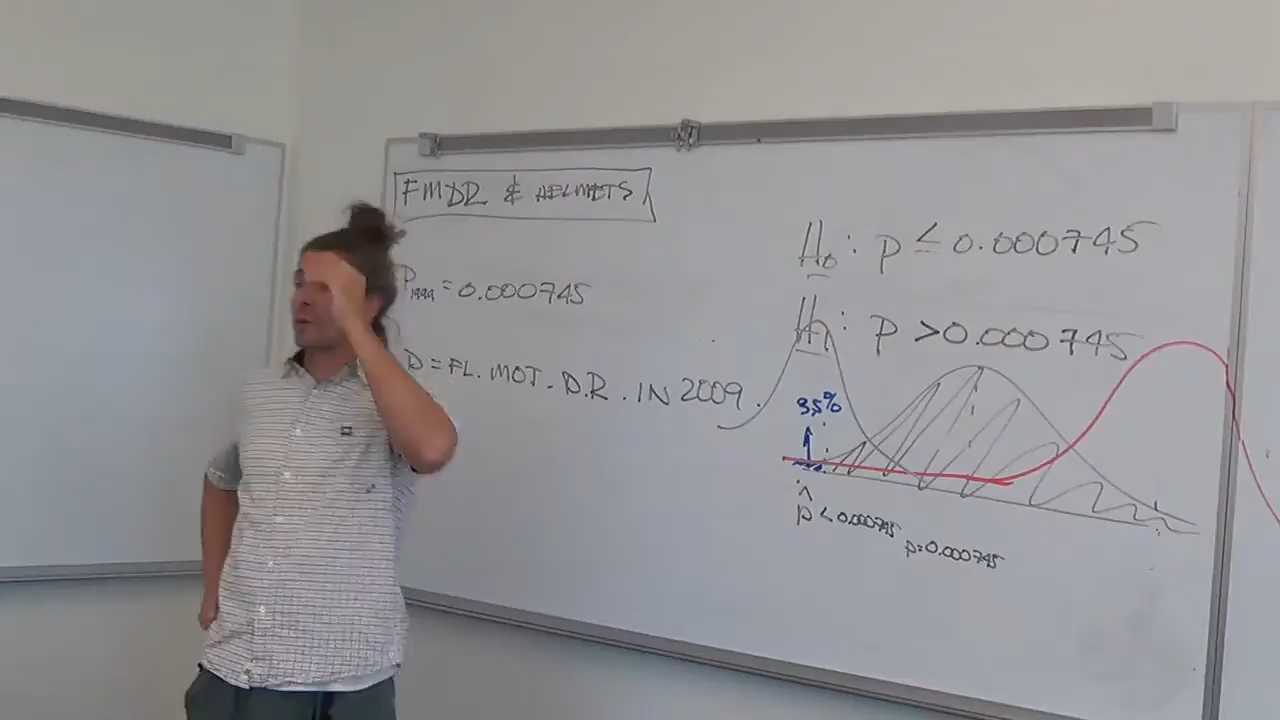 FMDR & HELMETS
P1999 = 0.000745
p = FL. MOT. D.R. IN 2009.
H0: p ≤ 0.000745
H1: p > 0.000745
35%
p̂ < 0.000745
p=0.000745